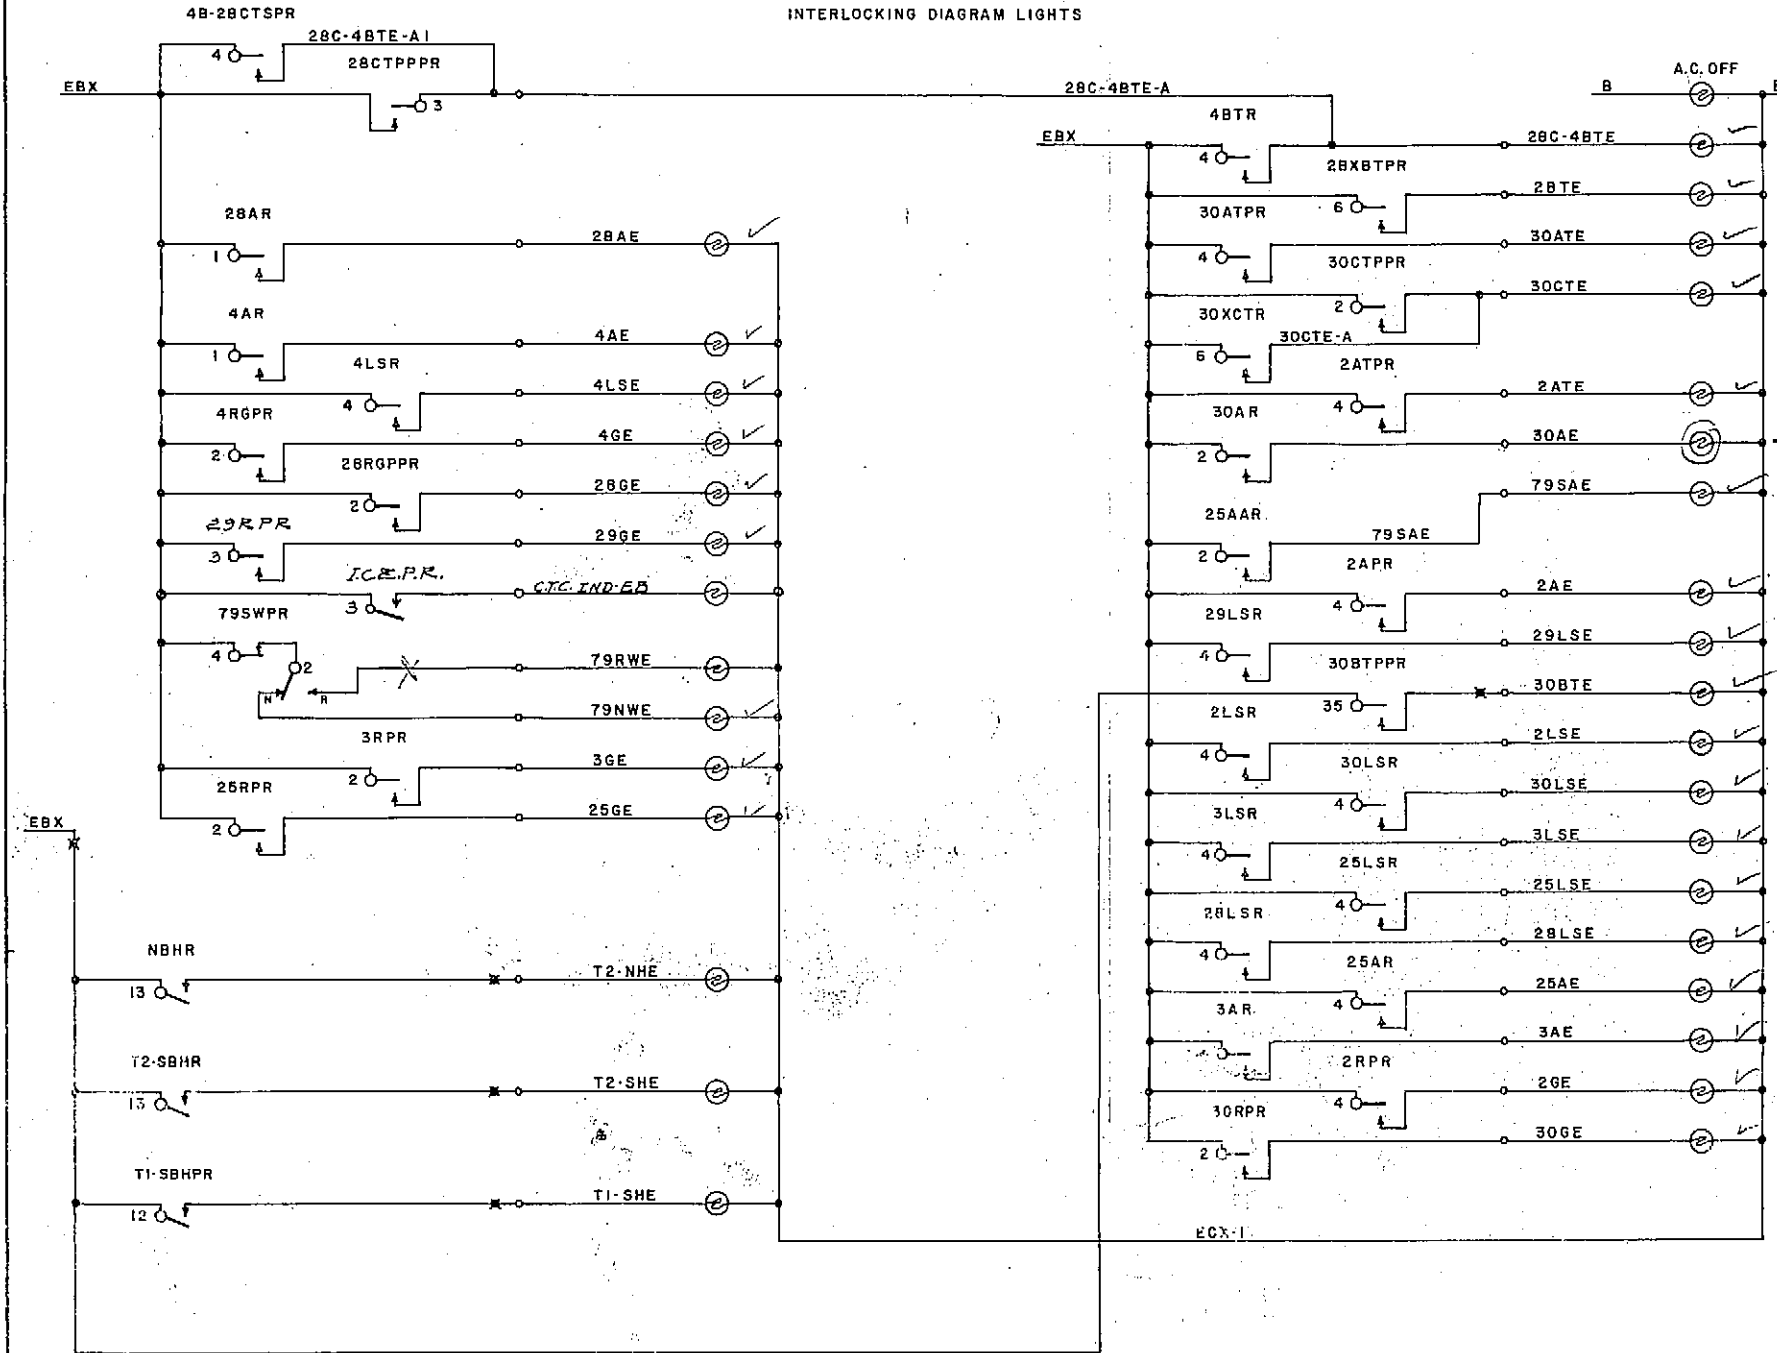 4B-28CTSPR
INTERLOCKING DIAGRAM LIGHTS
28C-4BTE-A1
4
28CTPPPR
EBX
3
28C-4BTE-A
A.C. OFF
B
4BTR
EBX
4
28C-4BTE
28XBTPR
2BTE
6
28AR
30ATPR
28AE
30ATE
1
4
30CTPPR
30CTE
2
30XCTR
4AR
4AE
30CTE-A
1
6
4LSR
2ATPR
4LSE
2ATE
4
4
4RGPR
30AR
4GE
30AE
2
2
28RGPPR
28GE
79SAE
2
29RPR
25AAR
29GE
79SAE
3
2
I.C.E.P.R.
2APR
C.T.C. IND-EB
2AE
3
4
79SWPR
29LSR
4
29LSE
2
4
79RWE
30BTPPR
N
R
30BTE
35
79NWE
2LSR
3RPR
2LSE
4
3GE
30LSR
2
25RPR
30LSE
4
25GE
3LSR
EBX
2
3LSE
4
25LSR
25LSE
4
28LSR
NBHR
28LSE
4
25AR
T2-NHE
25AE
13
4
3AR
3AE
T2-SBHR
2RPR
T2-SHE
2GE
13
4
30RPR
30GE
2
T1-SBHPR
T1-SHE
12
ECX-1